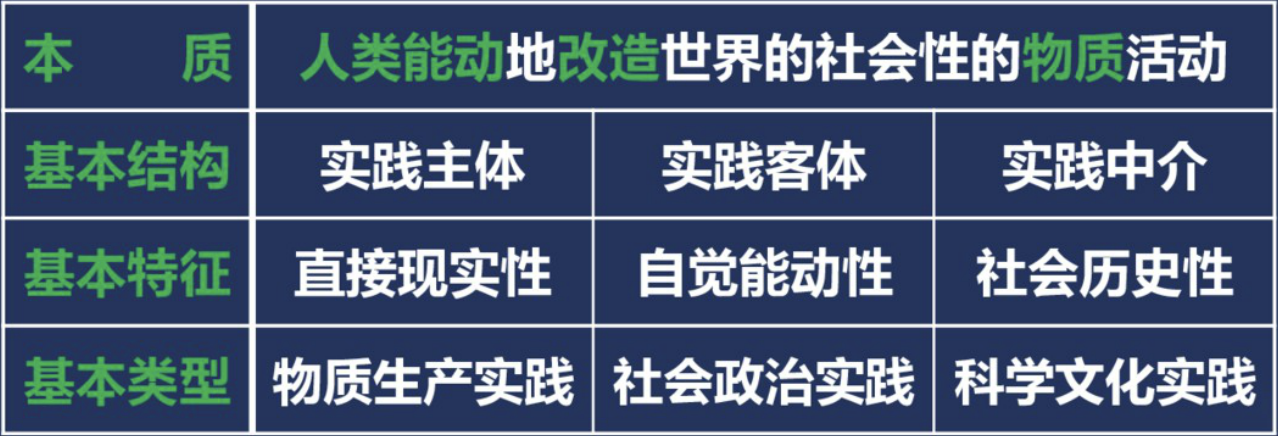 本 质 人类能动地改造世界的社会性的物质活动
基本结构 实践主体 实践客体 实践中介
基本特征 直接现实性 自觉能动性 社会历史性
基本类型 物质生产实践 社会政治实践 科学文化实践